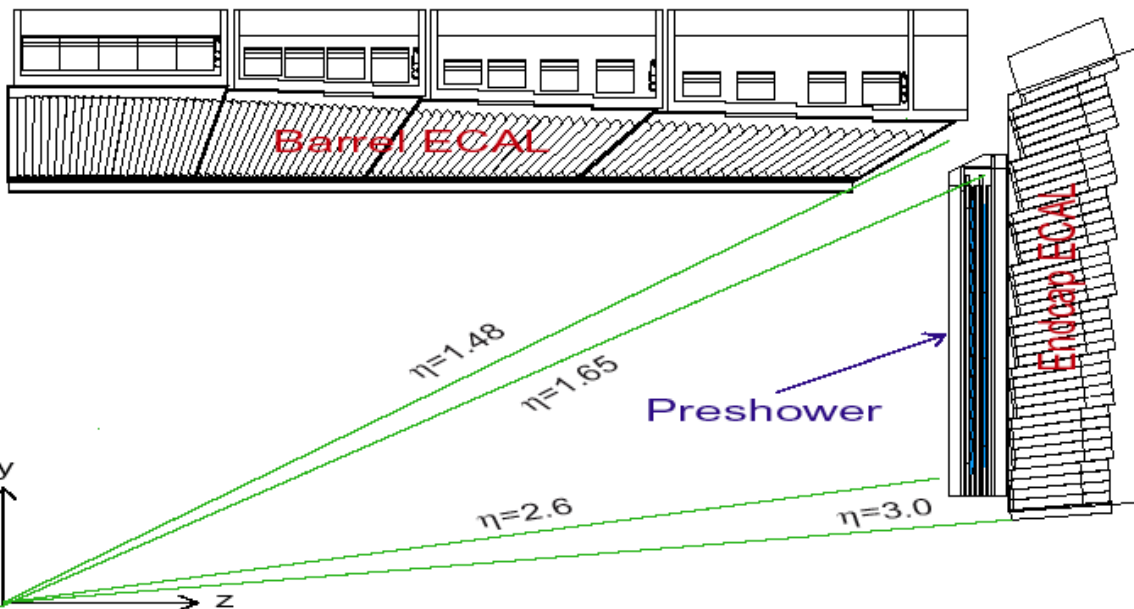 Barrel ECAL
Endcap ECAL
η=1.48
η=1.65
Preshower
y
η=2.6
η=3.0
z